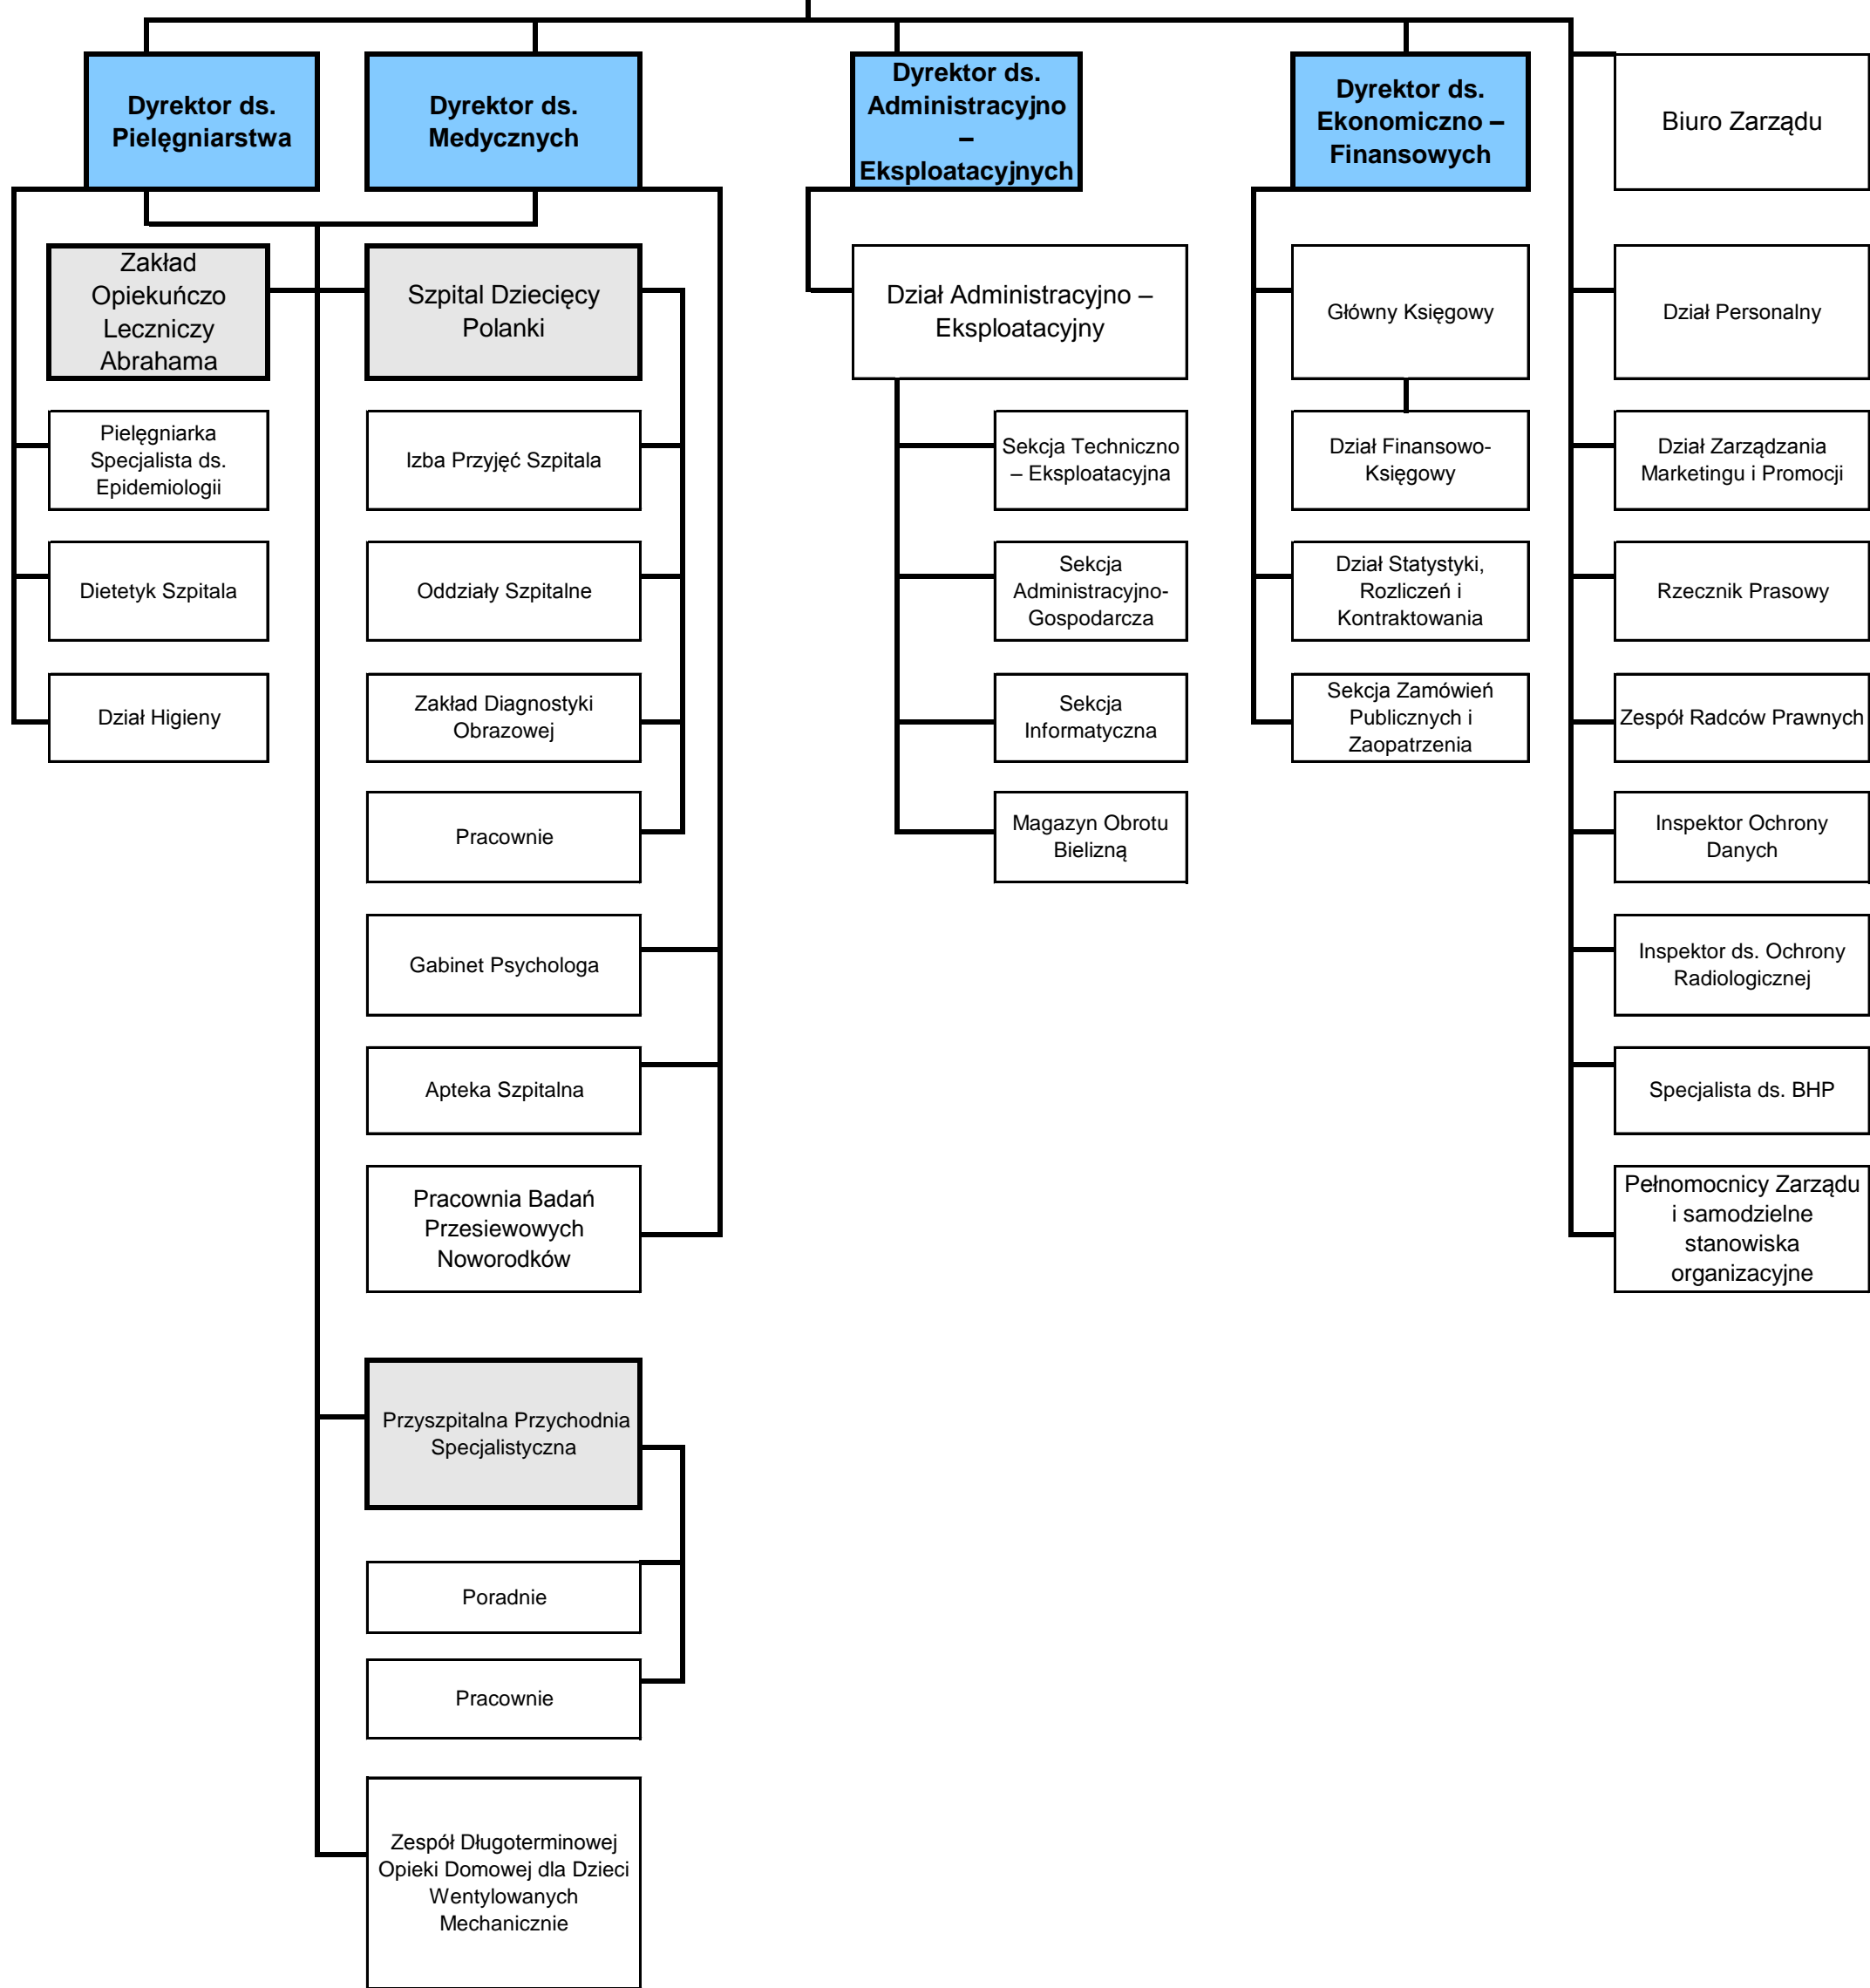 Dyrektor ds.
Pielęgniarstwa
Dyrektor ds.
Medycznych
Dyrektor ds.
Administracyjno
–
Eksploatacyjnych
Dyrektor ds.
Ekonomiczno –
Finansowych
Biuro Zarządu
Zakład
Opiekuńczo
Leczniczy
Abrahama
Szpital Dziecięcy
Polanki
Dział Administracyjno –
Eksploatacyjny
Główny Księgowy
Dział Personalny
Pielęgniarka
Specjalista ds.
Epidemiologii
Izba Przyjęć Szpitala
Sekcja Techniczno
– Eksploatacyjna
Dział Finansowo-
Księgowy
Dział Zarządzania
Marketingu i Promocji
Dietetyk Szpitala
Oddziały Szpitalne
Sekcja
Administracyjno-
Gospodarcza
Dział Statystyki,
Rozliczeń i
Kontraktowania
Rzecznik Prasowy
Dział Higieny
Zakład Diagnostyki
Obrazowej
Sekcja
Informatyczna
Sekcja Zamówień
Publicznych i
Zaopatrzenia
Zespół Radców Prawnych
Pracownie
Magazyn Obrotu
Bielizną
Inspektor Ochrony
Danych
Gabinet Psychologa
Inspektor ds. Ochrony
Radiologicznej
Apteka Szpitalna
Specjalista ds. BHP
Pracownia Badań
Przesiewowych
Noworodków
Pełnomocnicy Zarządu
i samodzielne
stanowiska
organizacyjne
Przyszpitalna Przychodnia
Specjalistyczna
Poradnie
Pracownie
Zespół Długoterminowej
Opieki Domowej dla Dzieci
Wentylowanych
Mechanicznie